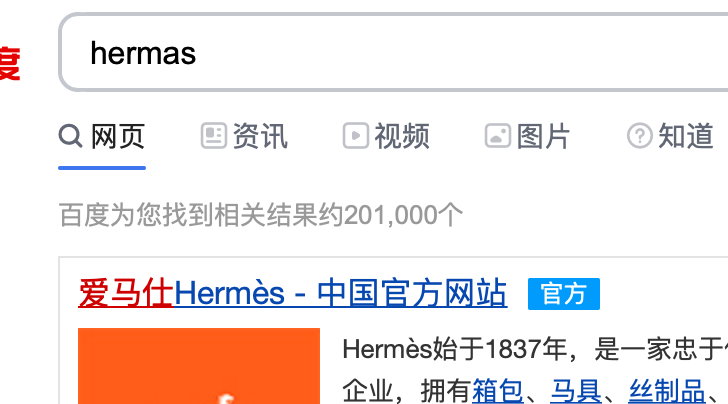 度
hermas
网页 资讯 视频 图片 知道
百度为您找到相关结果约201,000个
爱马仕Hermès - 中国官方网站 官方
Hermès始于1837年，是一家忠于
企业，拥有箱包、马具、丝制品、